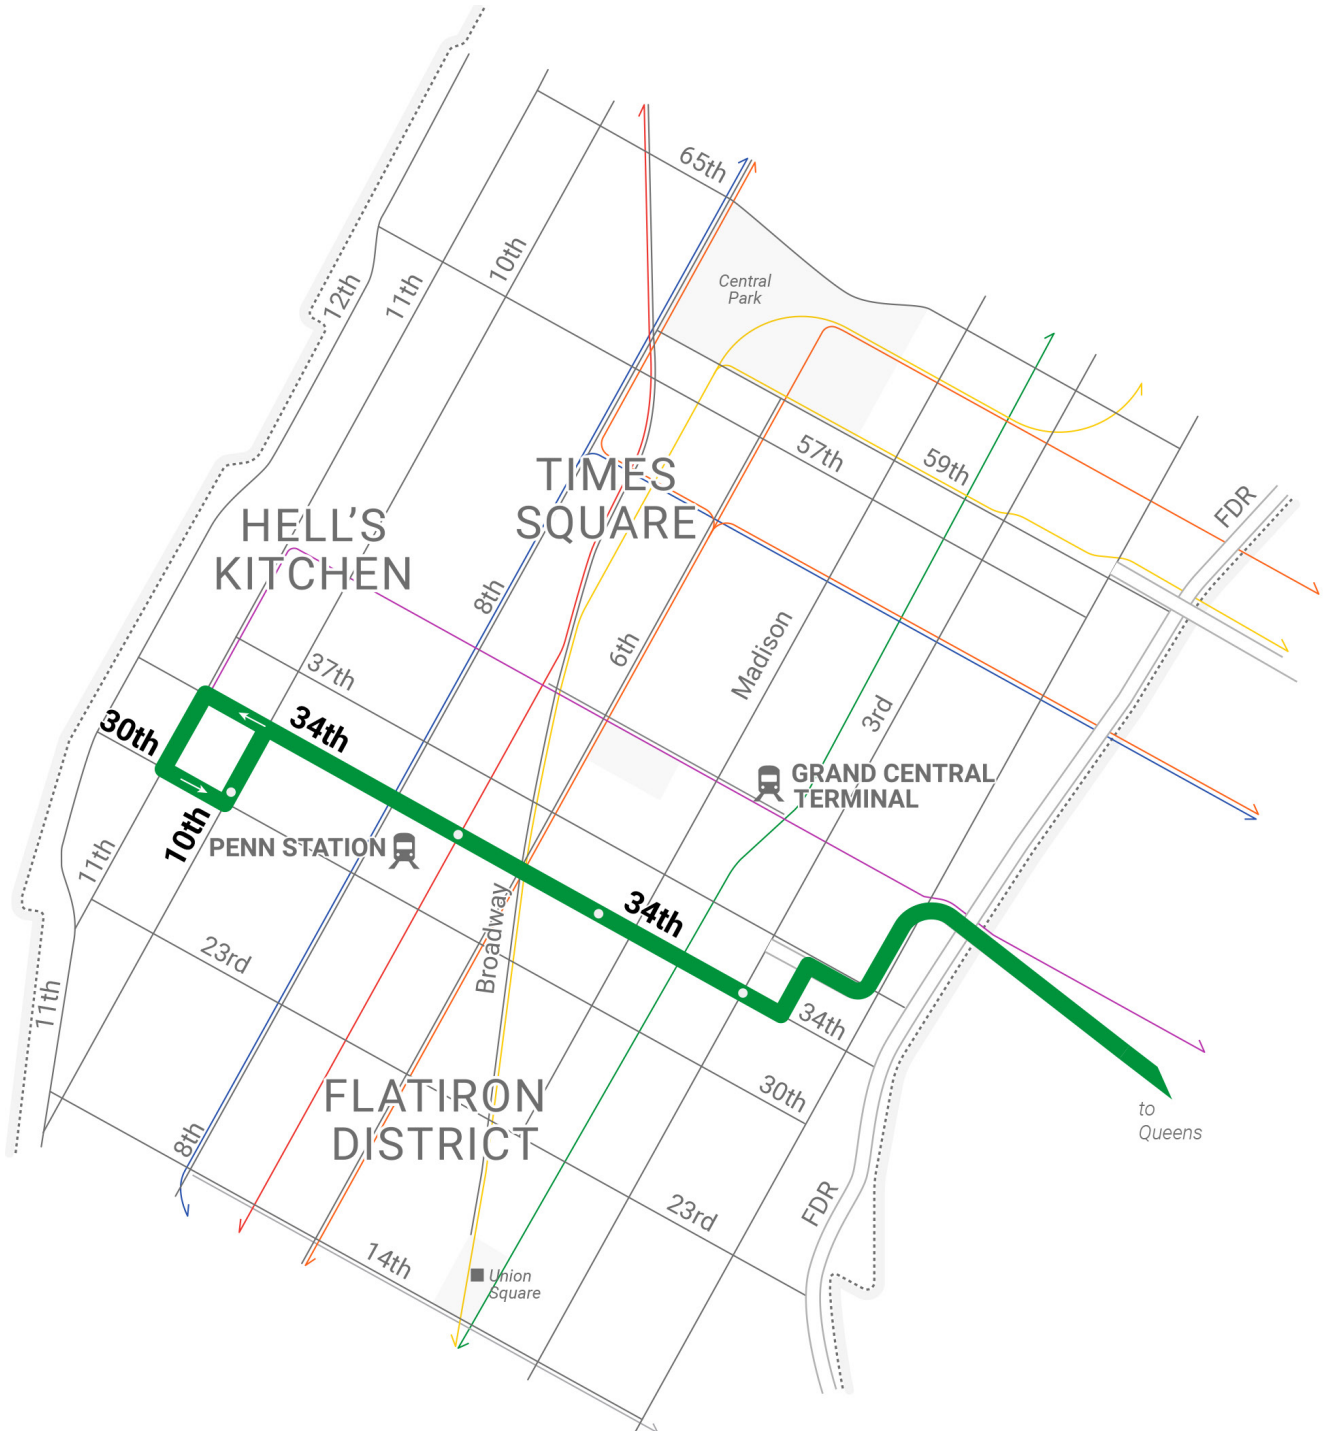 65th
Central
Park
12th
11th
10th
57th
59th
FDR
TIMES
SQUARE
HELL'S
KITCHEN
8th
6th
Madison
37th
3rd
30th
34th
GRAND CENTRAL
TERMINAL
10th
11th
PENN STATION
Broadway
34th
23rd
11th
34th
30th
FLATIRON
DISTRICT
to
Queens
8th
FDR
23rd
14th
Union
Square